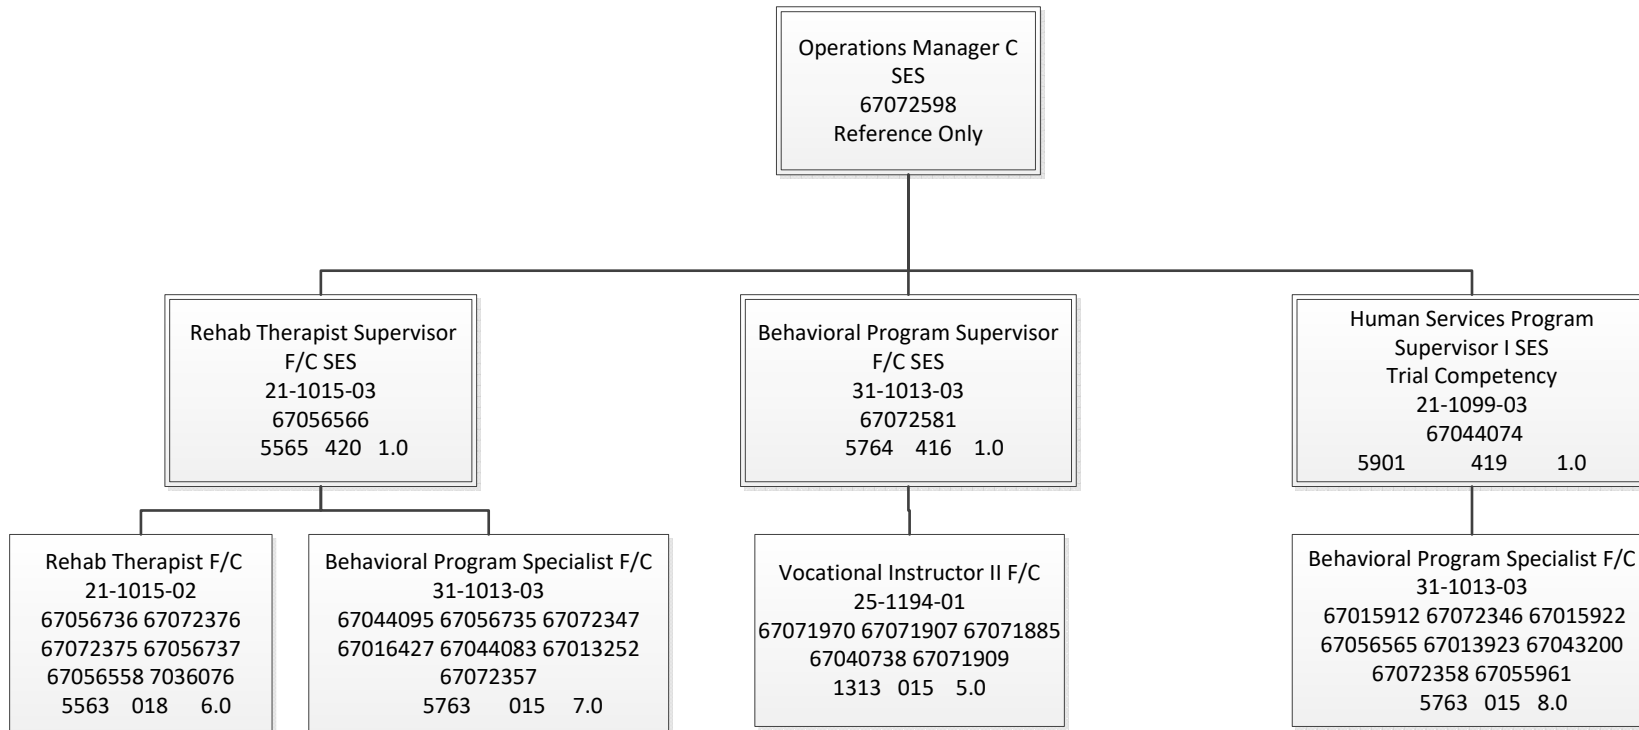 Operations Manager C
SES
67072598
Reference Only
Rehab Therapist Supervisor
F/C SES
21-1015-03
67056566
5565 420 1.0
Behavioral Program Supervisor
F/C SES
31-1013-03
67072581
5764 416 1.0
Human Services Program
Supervisor I SES
Trial Competency
21-1099-03
67044074
5901 419 1.0
Rehab Therapist F/C
21-1015-02
67056736 67072376
67072375 67056737
67056558 7036076
5563 018 6.0
Behavioral Program Specialist F/C
31-1013-03
67044095 67056735 67072347
67016427 67044083 67013252
67072357
5763 015 7.0
Vocational Instructor II F/C
25-1194-01
67071970 67071907 67071885
67040738 67071909
1313 015 5.0
Behavioral Program Specialist F/C
31-1013-03
67015912 67072346 67015922
67056565 67013923 67043200
67072358 67055961
5763 015 8.0